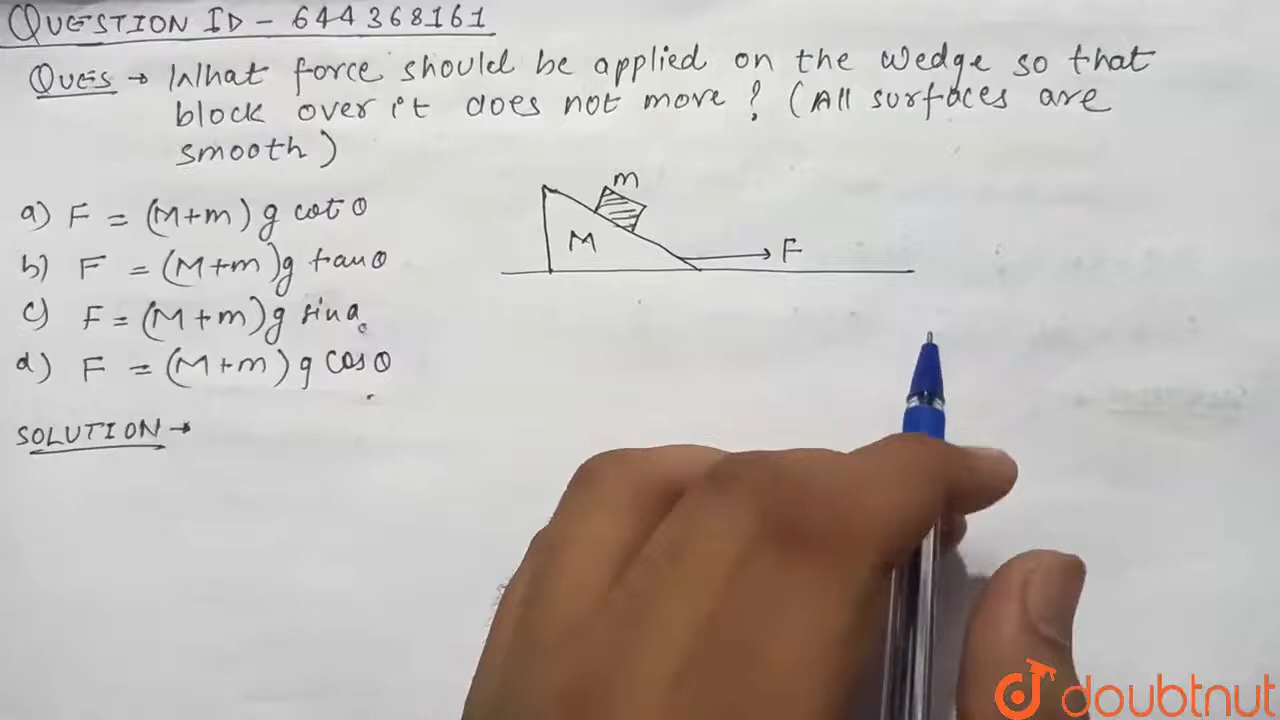 QUESTION ID - 644368161
QUES → What force should be applied on the wedge so that
block over it does not move? (All surfaces are
smooth)
a) F = (M+m) g cot θ
b) F = (M+m)g tan θ
c) F = (M+m)g sin θ
d) F = (M+m) g cos θ
m
M
F
SOLUTION →
doubtnut